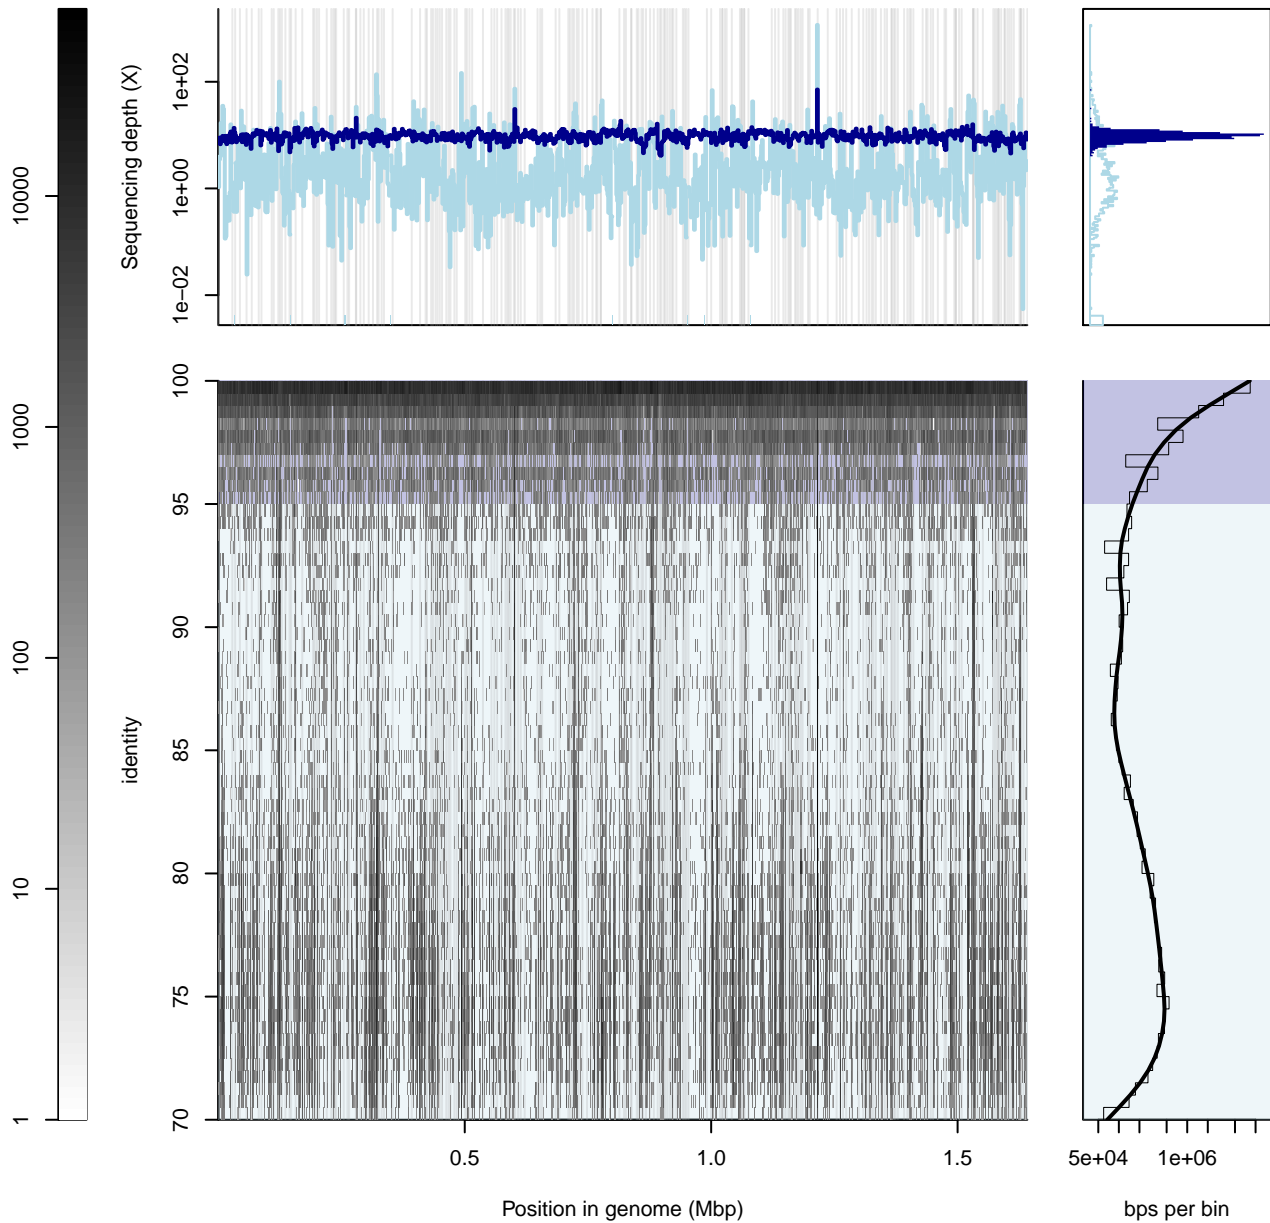 1
10
100
1000
10000
Sequencing depth (X)
1e-02
1e+00
1e+02
identity
70
75
80
85
90
95
100
0.5
1.0
1.5
Position in genome (Mbp)
5e+04
1e+06
bps per bin